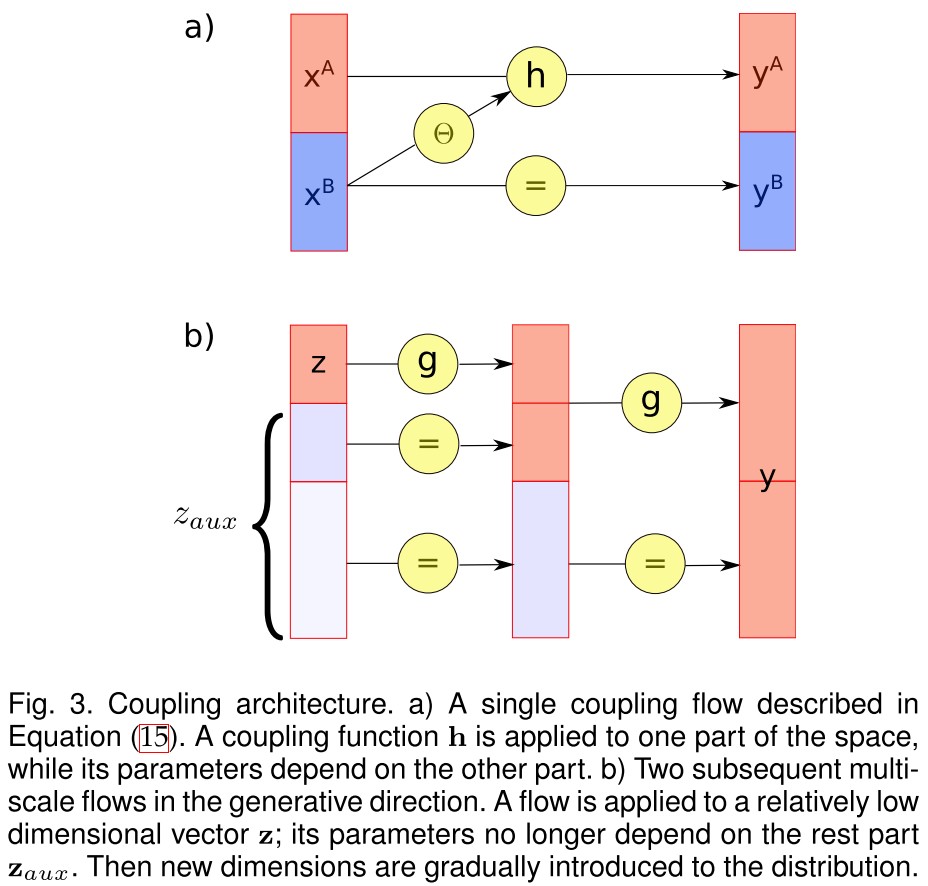 a)
x^A
h
y^A
Θ
x^B
=
y^B
b)
z
g
g
=
y
z_{aux}
=
=
Fig. 3. Coupling architecture. a) A single coupling flow described in
Equation (15). A coupling function h is applied to one part of the space,
while its parameters depend on the other part. b) Two subsequent multi-
scale flows in the generative direction. A flow is applied to a relatively low
dimensional vector z; its parameters no longer depend on the rest part
z_{aux}. Then new dimensions are gradually introduced to the distribution.